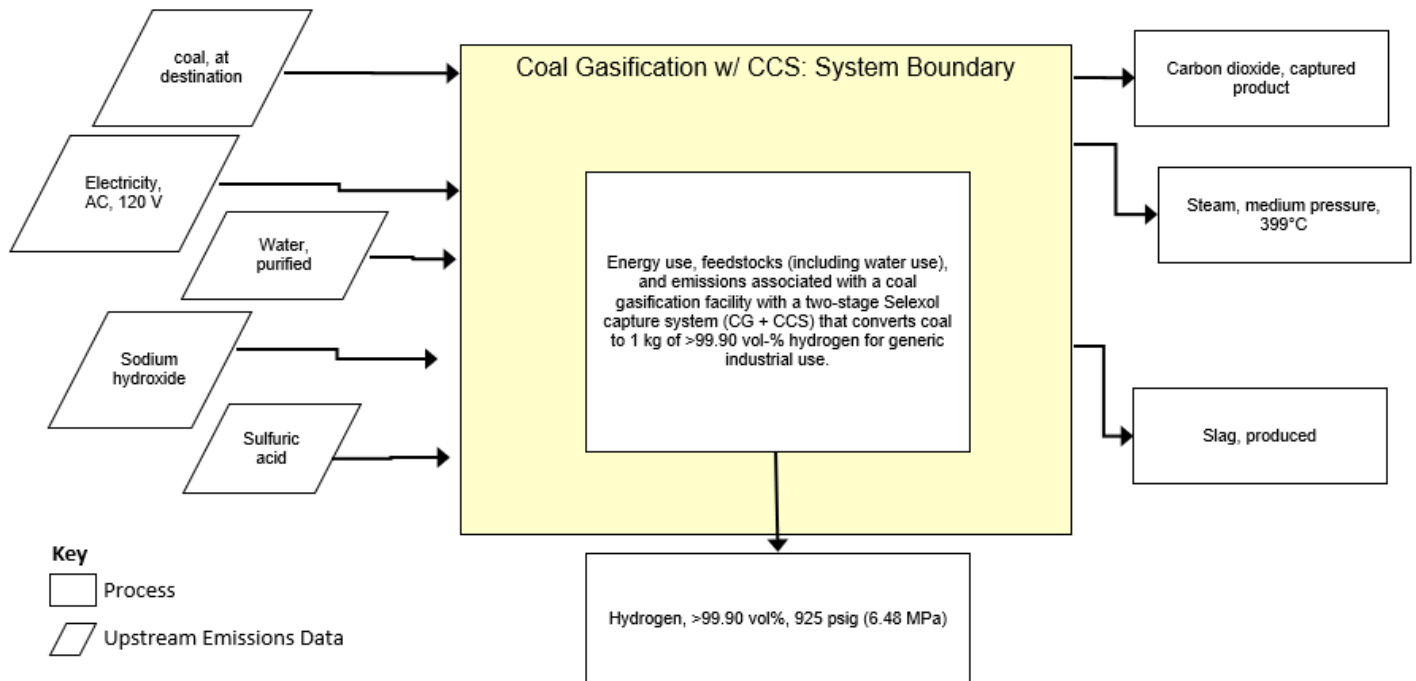 Coal Gasification w/ CCS: System Boundary
coal, at
destination
Electricity,
AC, 120 V
Water,
purified
Sodium
hydroxide
Sulfuric
acid
Energy use, feedstocks (including water use),
and emissions associated with a coal
gasification facility with a two-stage Selexol
capture system (CG + CCS) that converts coal
to 1 kg of >99.90 vol-% hydrogen for generic
industrial use.
Carbon dioxide, captured
product
Steam, medium pressure,
399°C
Slag, produced
Hydrogen, >99.90 vol%, 925 psig (6.48 MPa)
Key
Process
Upstream Emissions Data